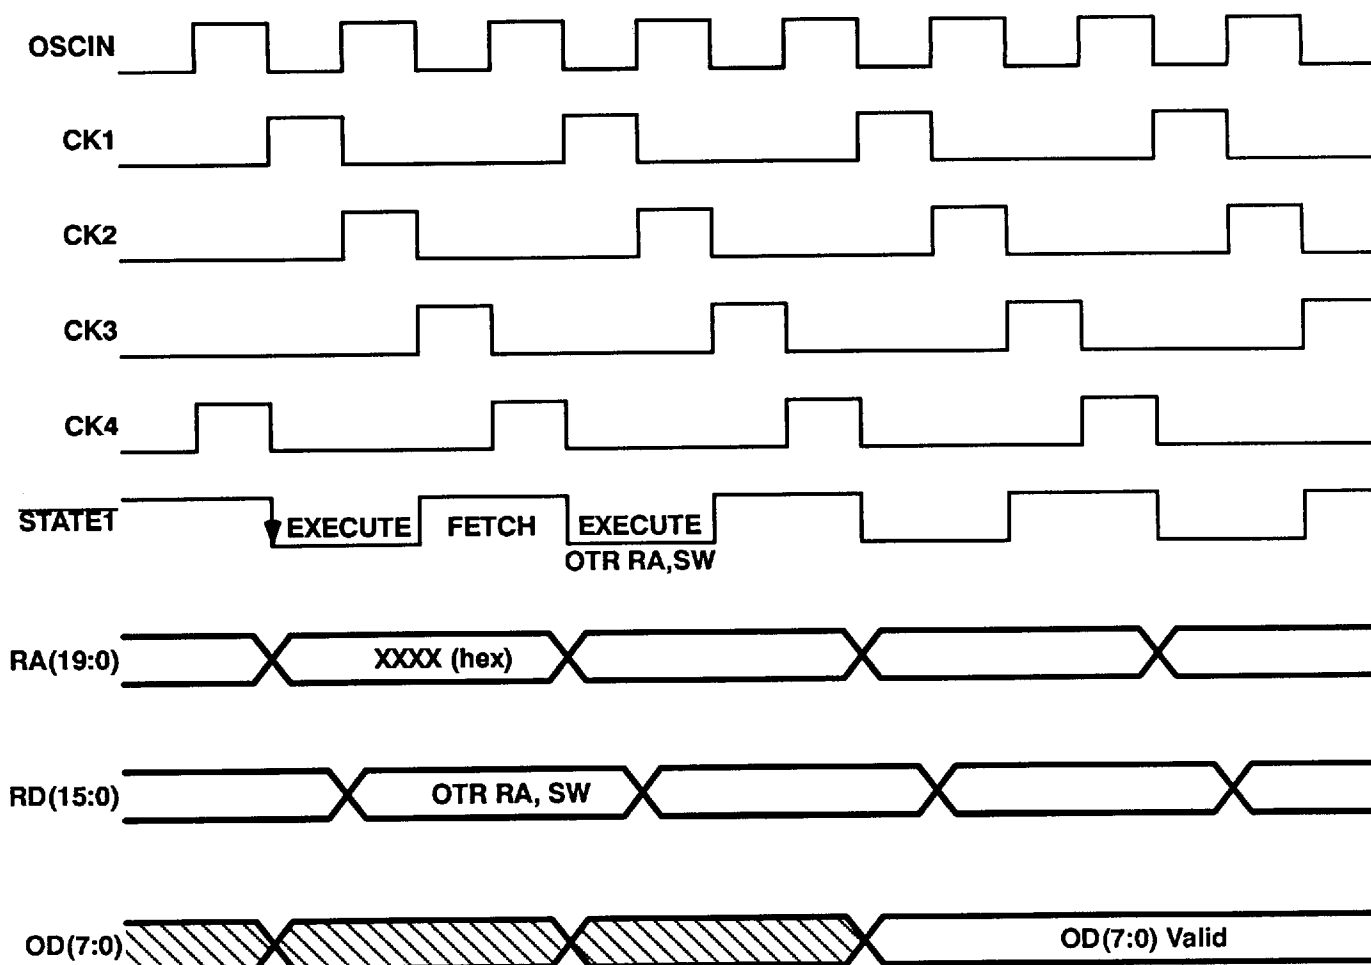 OSCIN
CK1
CK2
CK3
CK4
STATE1
EXECUTE
FETCH
EXECUTE
OTR RA,SW
RA(19:0)
XXXX (hex)
RD(15:0)
OTR RA, SW
OD(7:0)
OD(7:0) Valid